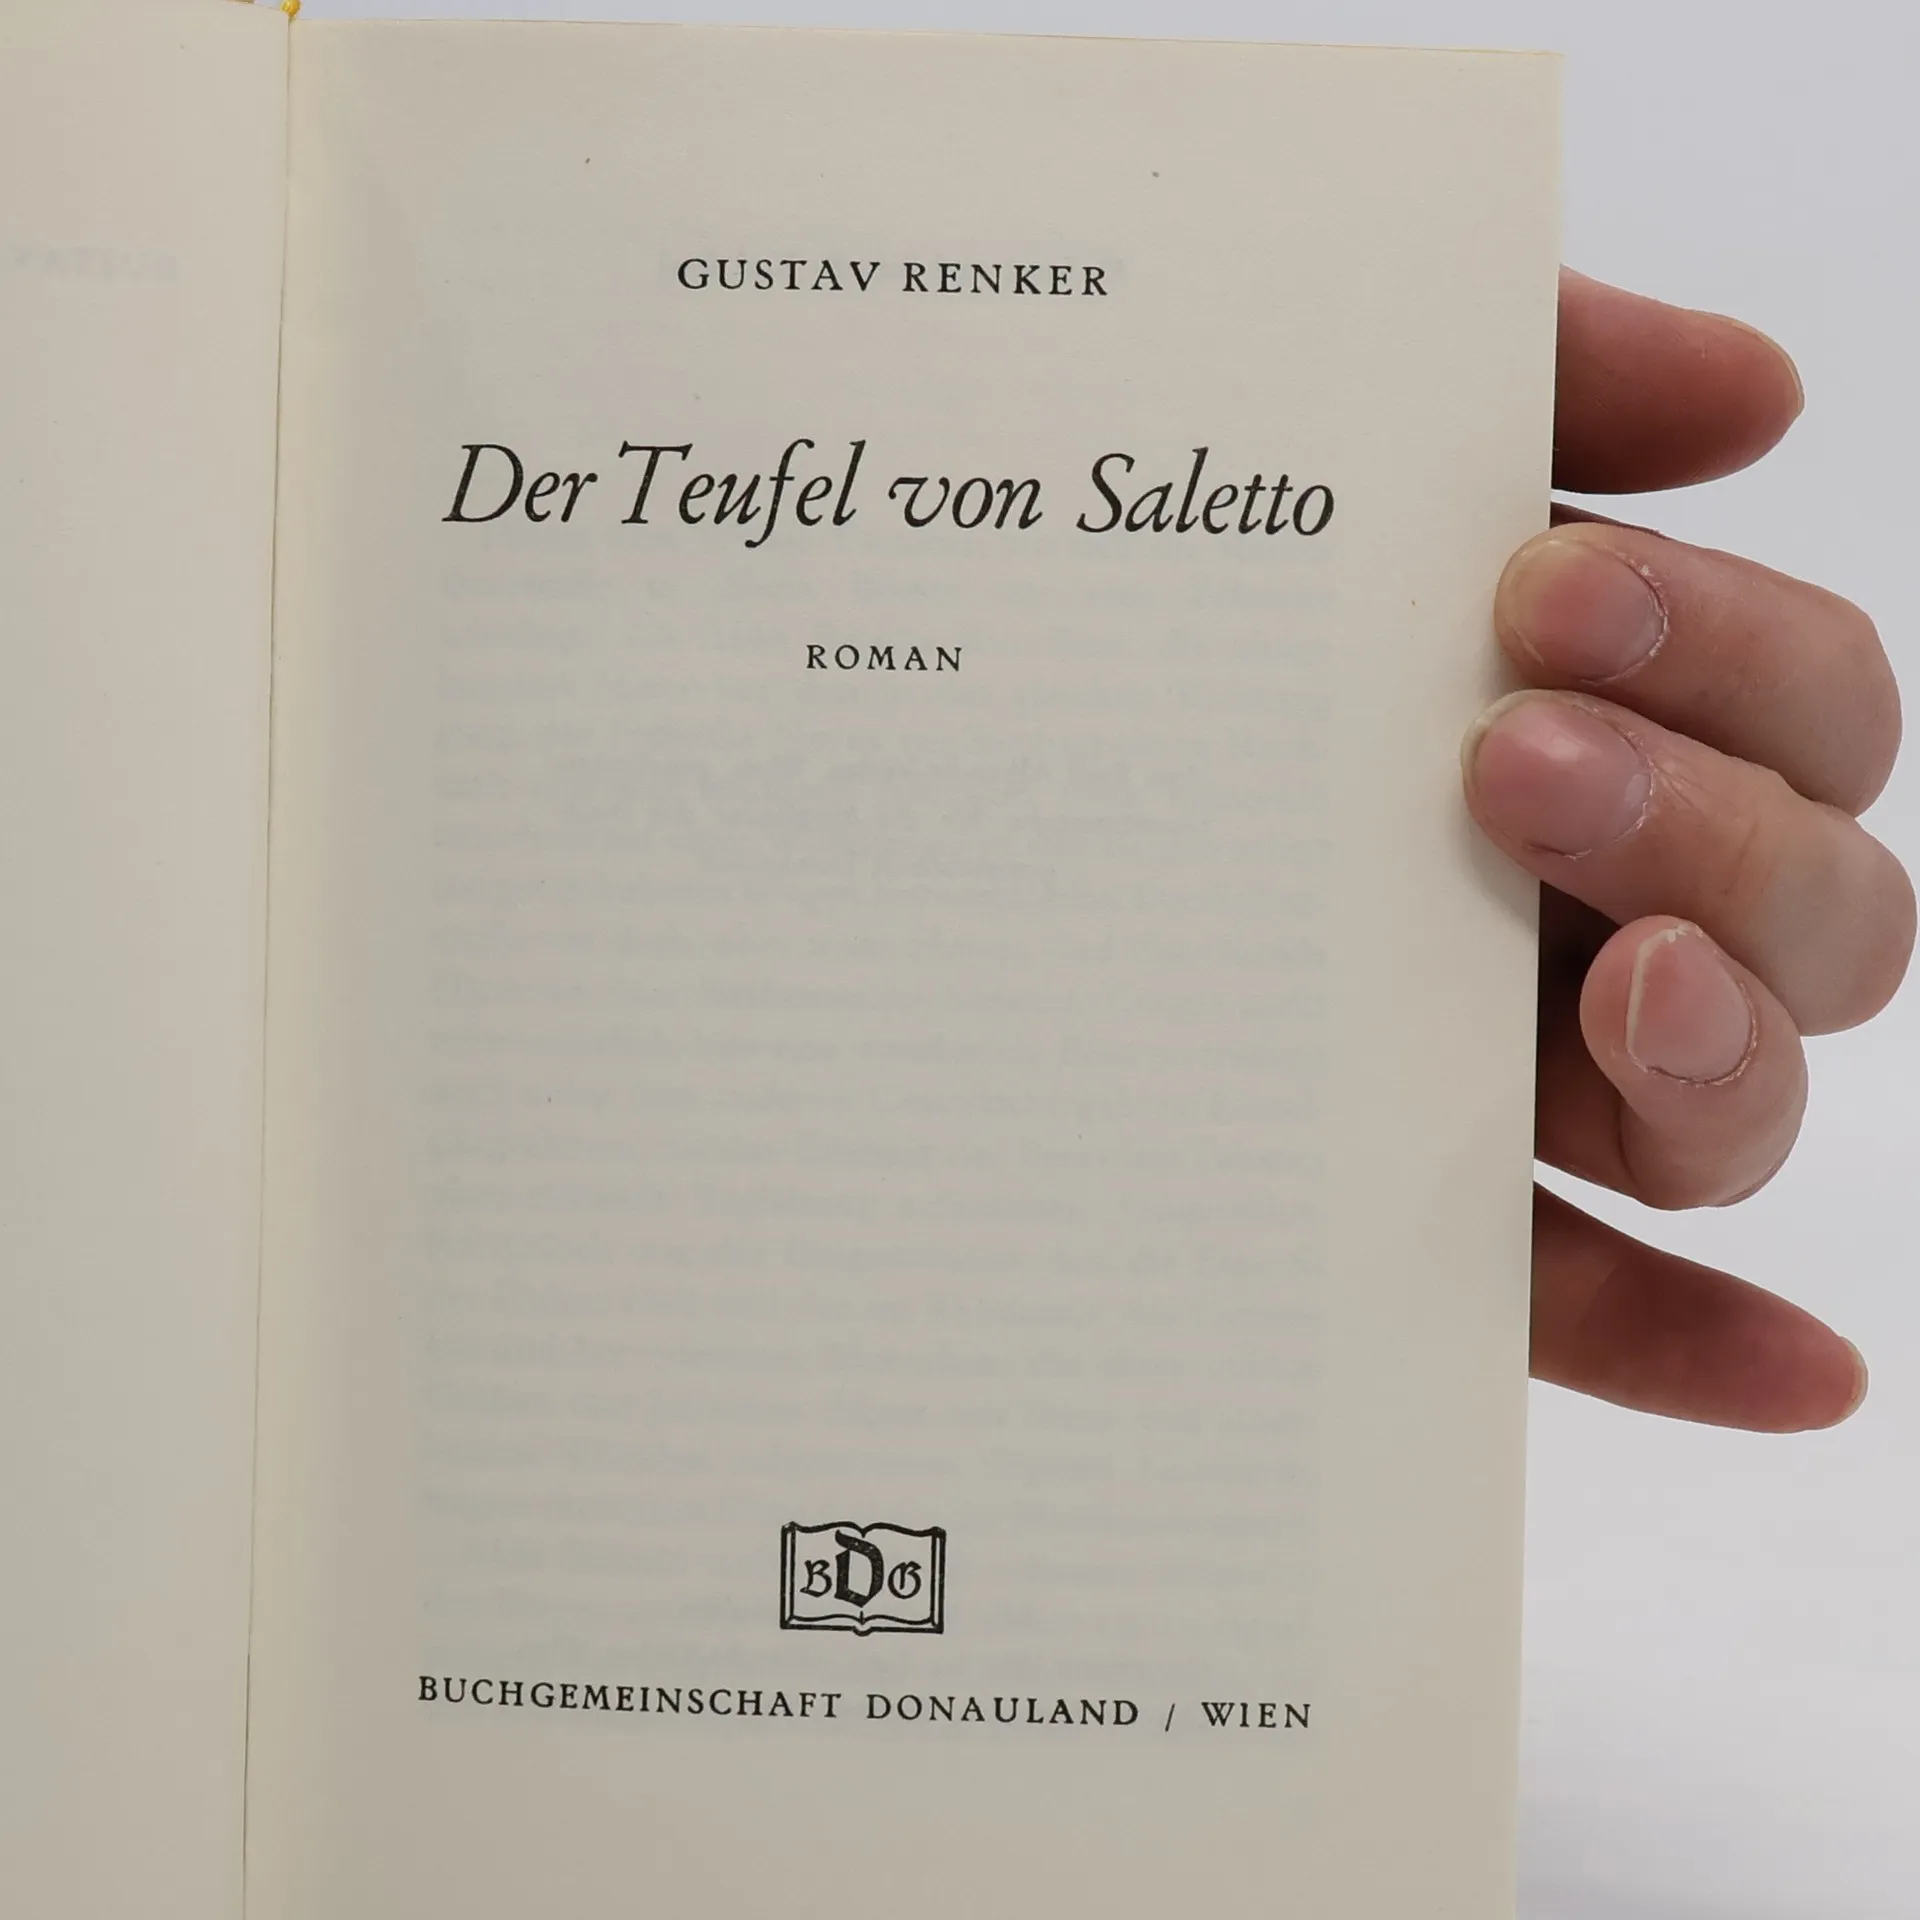 GUSTAV RENKER
Der Teufel von Saletto
ROMAN
BDG
BUCHGEMEINSCHAFT DONAULAND / WIEN